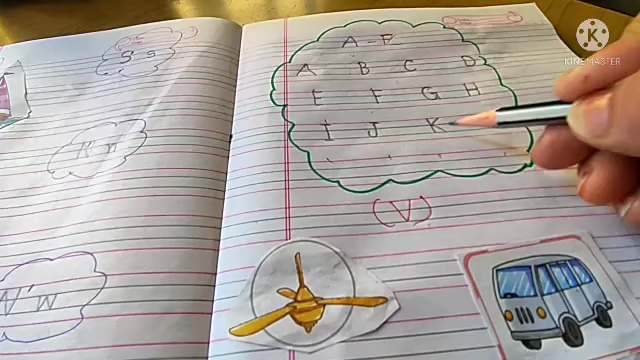 S s
K n
W w
A - P
A B C D
E F G H
I J K
(V)
KINEMASTER